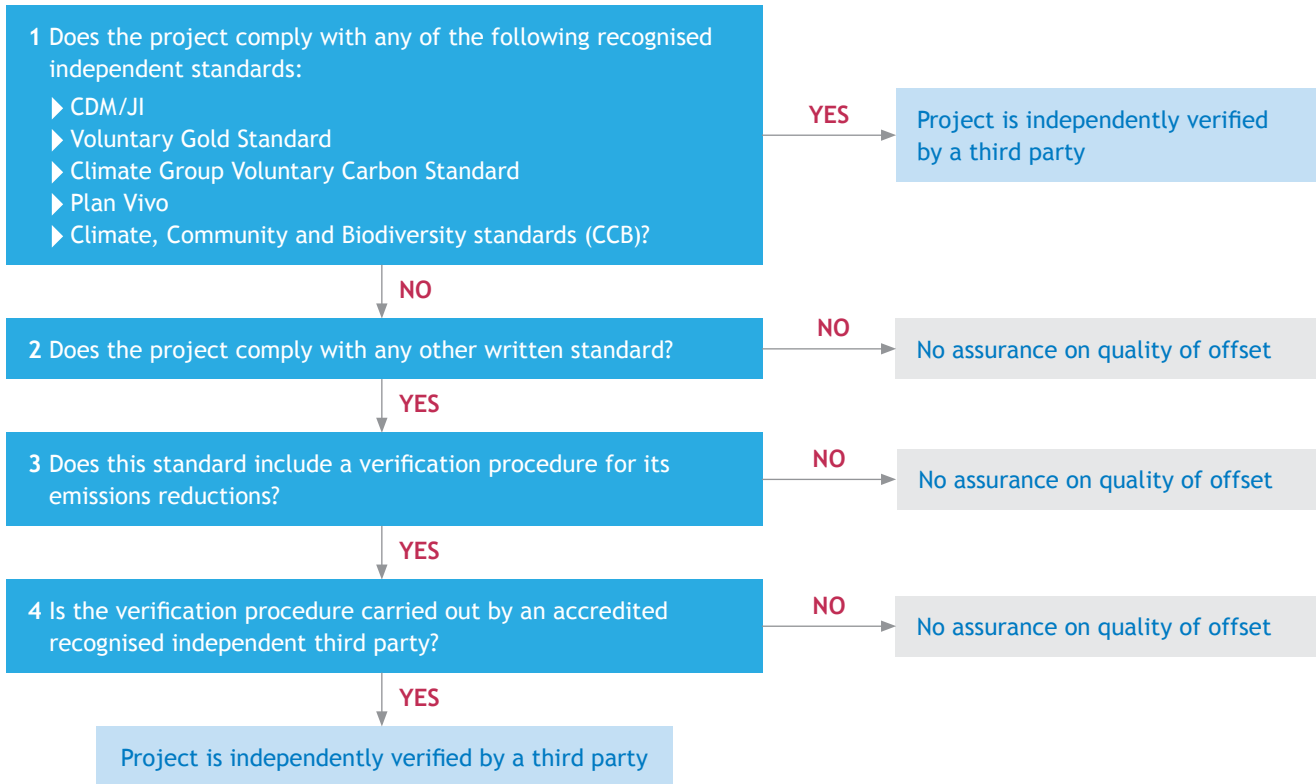 1 Does the project comply with any of the following recognised
independent standards:
CDM/JI
Voluntary Gold Standard
Climate Group Voluntary Carbon Standard
Plan Vivo
Climate, Community and Biodiversity standards (CCB)?
YES
Project is independently verified
by a third party
NO
2 Does the project comply with any other written standard?
NO
No assurance on quality of offset
YES
3 Does this standard include a verification procedure for its
emissions reductions?
NO
No assurance on quality of offset
YES
4 Is the verification procedure carried out by an accredited
recognised independent third party?
NO
No assurance on quality of offset
YES
Project is independently verified by a third party